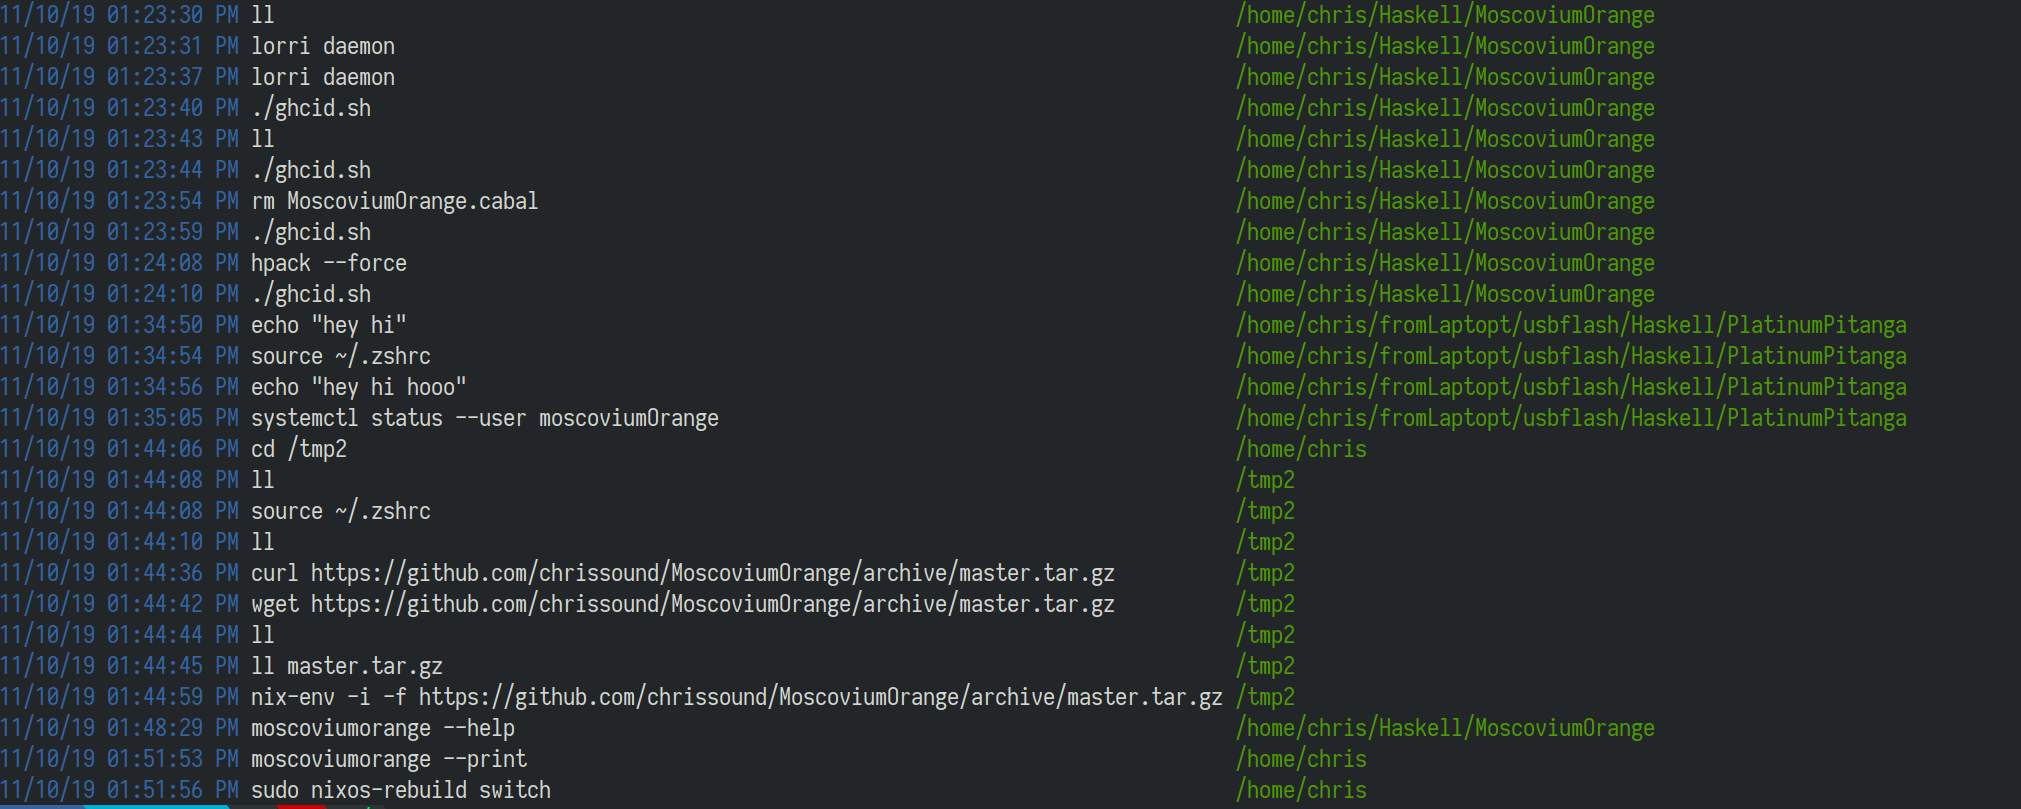 11/10/19 01:23:30 PM ll /home/chris/Haskell/MoscoviumOrange
11/10/19 01:23:31 PM lorri daemon /home/chris/Haskell/MoscoviumOrange
11/10/19 01:23:37 PM lorri daemon /home/chris/Haskell/MoscoviumOrange
11/10/19 01:23:40 PM ./ghcid.sh /home/chris/Haskell/MoscoviumOrange
11/10/19 01:23:43 PM ll /home/chris/Haskell/MoscoviumOrange
11/10/19 01:23:44 PM ./ghcid.sh /home/chris/Haskell/MoscoviumOrange
11/10/19 01:23:54 PM rm MoscoviumOrange.cabal /home/chris/Haskell/MoscoviumOrange
11/10/19 01:23:59 PM ./ghcid.sh /home/chris/Haskell/MoscoviumOrange
11/10/19 01:24:08 PM hpack --force /home/chris/Haskell/MoscoviumOrange
11/10/19 01:24:10 PM ./ghcid.sh /home/chris/Haskell/MoscoviumOrange
11/10/19 01:34:50 PM echo "hey hi" /home/chris/fromLaptopt/usbflash/Haskell/PlatinumPitanga
11/10/19 01:34:54 PM source ~/.zshrc /home/chris/fromLaptopt/usbflash/Haskell/PlatinumPitanga
11/10/19 01:34:56 PM echo "hey hi hooo" /home/chris/fromLaptopt/usbflash/Haskell/PlatinumPitanga
11/10/19 01:35:05 PM systemctl status --user moscoviumOrange /home/chris/fromLaptopt/usbflash/Haskell/PlatinumPitanga
11/10/19 01:44:06 PM cd /tmp2 /home/chris
11/10/19 01:44:08 PM ll /tmp2
11/10/19 01:44:08 PM source ~/.zshrc /tmp2
11/10/19 01:44:10 PM ll /tmp2
11/10/19 01:44:36 PM curl https://github.com/chrissound/MoscoviumOrange/archive/master.tar.gz /tmp2
11/10/19 01:44:42 PM wget https://github.com/chrissound/MoscoviumOrange/archive/master.tar.gz /tmp2
11/10/19 01:44:44 PM ll /tmp2
11/10/19 01:44:45 PM ll master.tar.gz /tmp2
11/10/19 01:44:59 PM nix-env -i -f https://github.com/chrissound/MoscoviumOrange/archive/master.tar.gz /tmp2
11/10/19 01:48:29 PM moscoviumorange --help /home/chris/Haskell/MoscoviumOrange
11/10/19 01:51:53 PM moscoviumorange --print /home/chris
11/10/19 01:51:56 PM sudo nixos-rebuild switch /home/chris